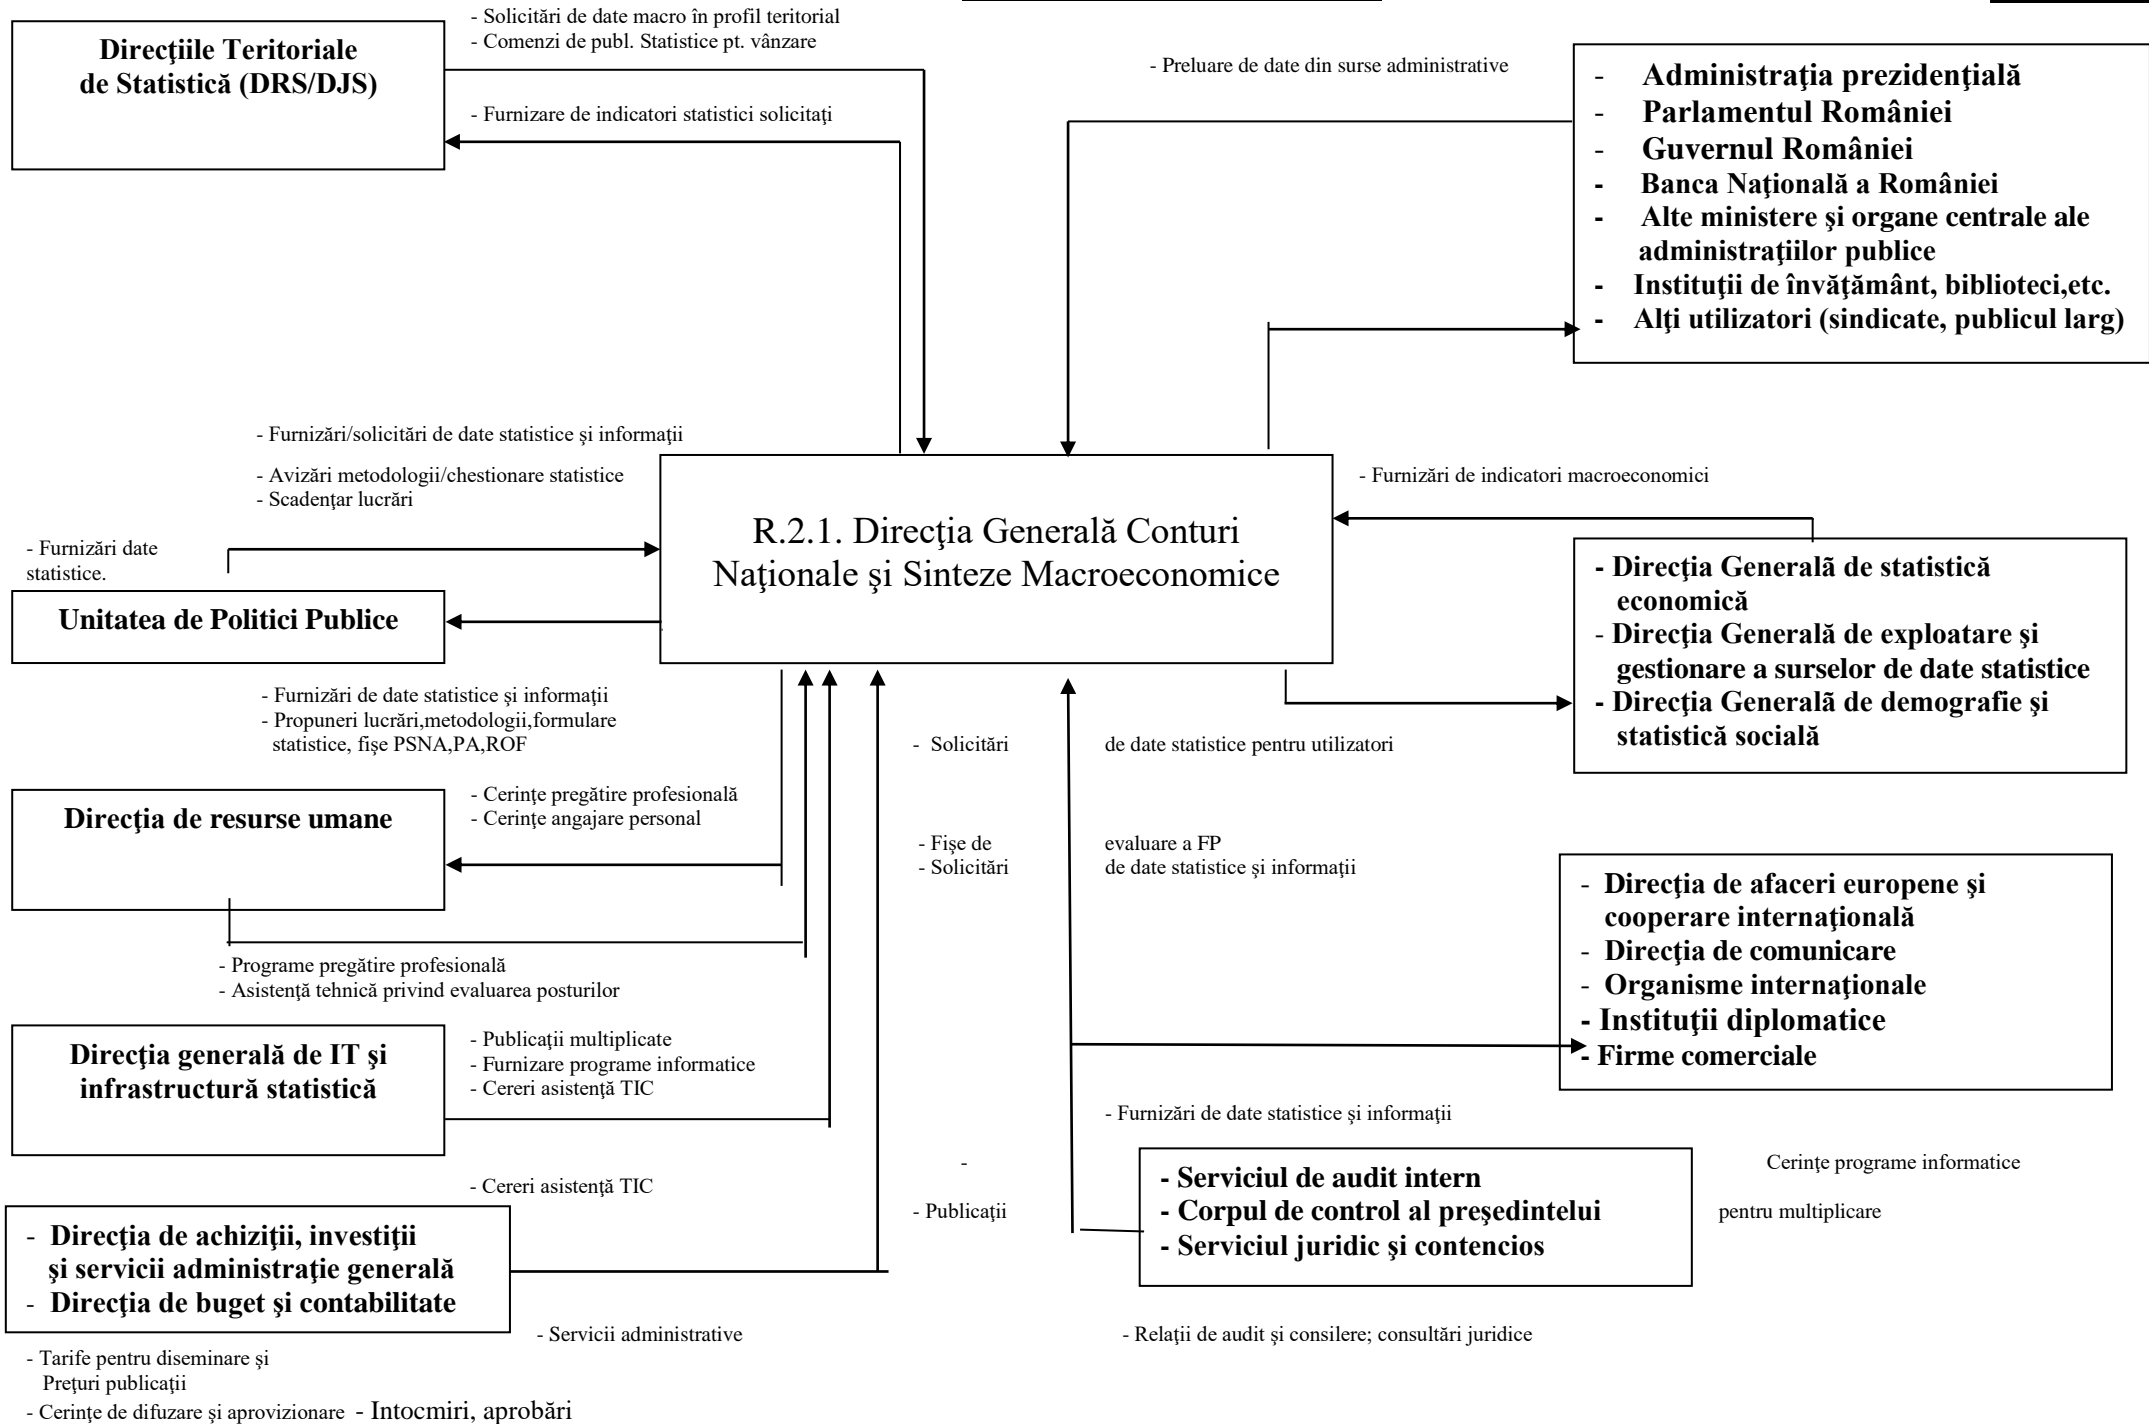 - Solicitări de date macro în profil teritorial
- Comenzi de publ. Statistice pt. vânzare
Direcţiile Teritoriale
de Statistică (DRS/DJS)
- Furnizare de indicatori statistici solicitaţi
- Preluare de date din surse administrative
- Administraţia prezidenţială
- Parlamentul României
- Guvernul României
- Banca Naţională a României
- Alte ministere şi organe centrale ale
administraţiilor publice
- Instituţii de învăţământ, biblioteci,etc.
- Alţi utilizatori (sindicate, publicul larg)
- Furnizări/solicitări de date statistice şi informaţii
- Avizări metodologii/chestionare statistice
- Scadenţar lucrări
- Furnizări de indicatori macroeconomici
R.2.1. Direcţia Generală Conturi
Naţionale şi Sinteze Macroeconomice
- Furnizări date
statistice.
Unitatea de Politici Publice
- Direcţia Generalã de statistică
economică
- Direcţia Generală de exploatare şi
gestionare a surselor de date statistice
- Direcţia Generalã de demografie şi
statistică socială
- Furnizări de date statistice şi informaţii
- Propuneri lucrări,metodologii,formulare
statistice, fişe PSNA,PA,ROF
- Solicitări de date statistice pentru utilizatori
Direcţia de resurse umane
- Cerinţe pregătire profesională
- Cerinţe angajare personal
- Fişe de evaluare a FP
- Solicitări de date statistice şi informaţii
- Direcţia de afaceri europene şi
cooperare internaţională
- Direcţia de comunicare
- Organisme internaţionale
- Instituţii diplomatice
- Firme comerciale
- Programe pregătire profesională
- Asistenţă tehnică privind evaluarea posturilor
Direcţia generală de IT şi
infrastructură statistică
- Publicaţii multiplicate
- Furnizare programe informatice
- Cereri asistenţă TIC
- Furnizări de date statistice şi informaţii
- Cereri asistenţă TIC
- Cerinţe programe informatice
- Publicaţii pentru multiplicare
- Serviciul de audit intern
- Corpul de control al preşedintelui
- Serviciul juridic şi contencios
- Direcţia de achiziţii, investiţii
şi servicii administraţie generală
- Direcţia de buget şi contabilitate
- Servicii administrative
- Relaţii de audit şi consilere; consultări juridice
- Tarife pentru diseminare şi
Preţuri publicaţii
- Cerinţe de difuzare şi aprovizionare - Intocmiri, aprobări